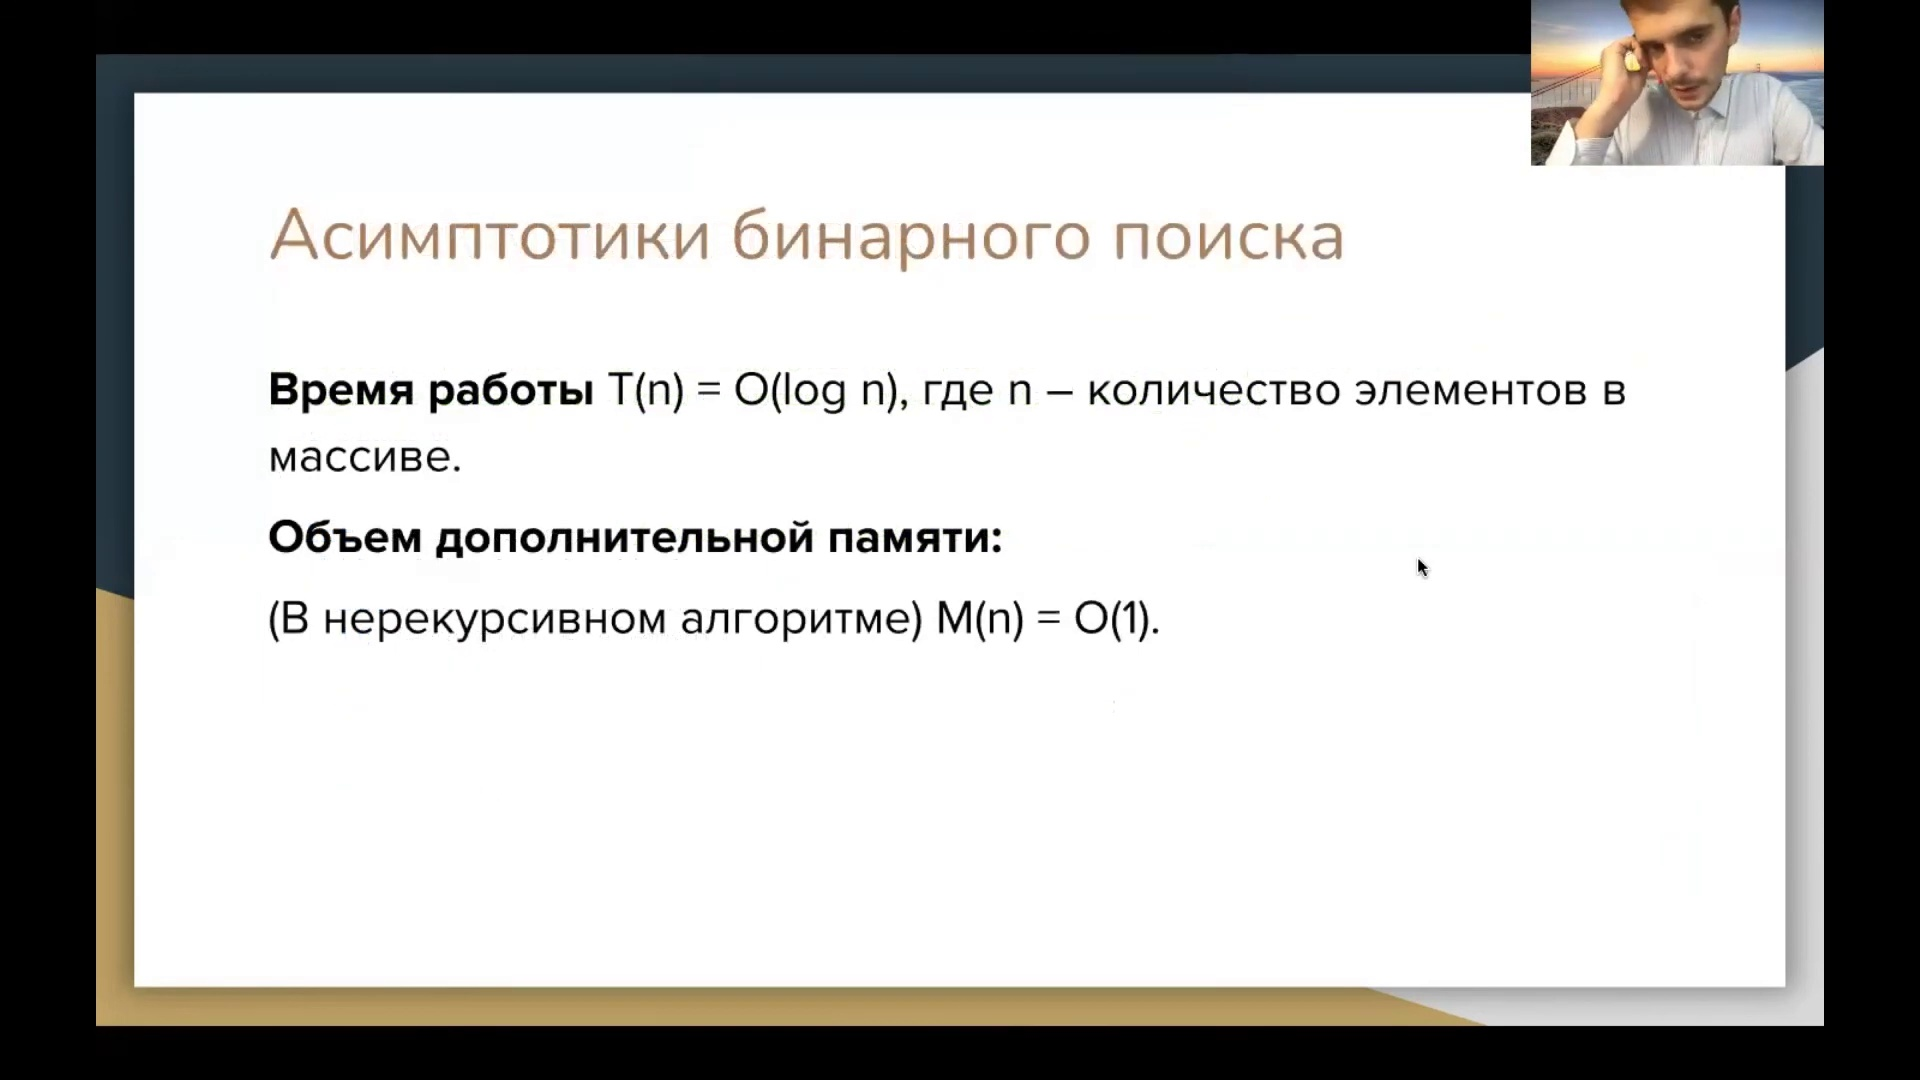 Асимптотики бинарного поиска
Время работы T(n) = O(log n), где n – количество элементов в
массиве.
Объем дополнительной памяти:
(В нерекурсивном алгоритме) M(n) = O(1).